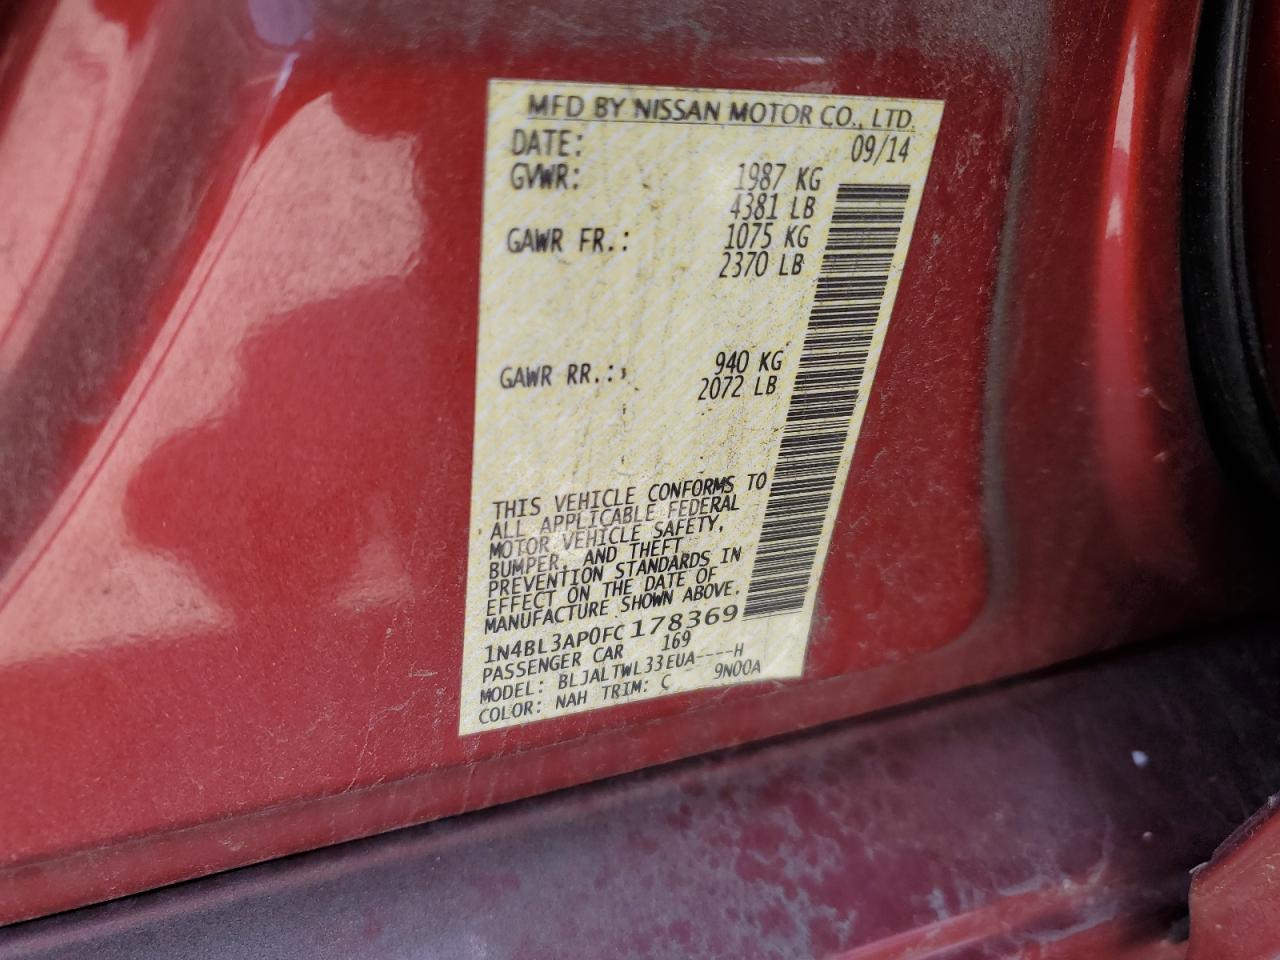 MFD BY NISSAN MOTOR CO., LTD.
DATE: 09/14
GVWR: 1987 KG
4381 LB
GAWR FR.: 1075 KG
2370 LB
GAWR RR.: 940 KG
2072 LB
THIS VEHICLE CONFORMS TO
ALL APPLICABLE FEDERAL
MOTOR VEHICLE SAFETY,
BUMPER, AND THEFT
PREVENTION STANDARDS IN
EFFECT ON THE DATE OF
MANUFACTURE SHOWN ABOVE.
1N4BL3AP0FC178369
PASSENGER CAR 169
MODEL: BLJALTWL33EUA----H
COLOR: NAH TRIM: C 9N00A